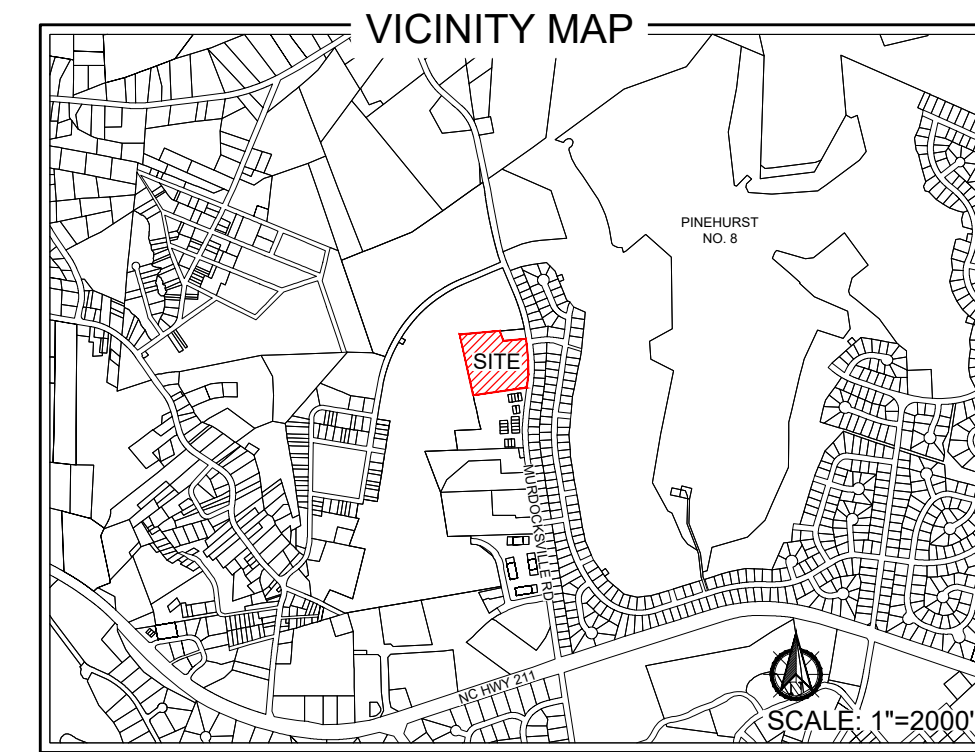 VICINITY MAP
PINEHURST
NO. 8
SITE
MURDOCKSVILLE RD
NC HWY 211
N
SCALE: 1"=2000'